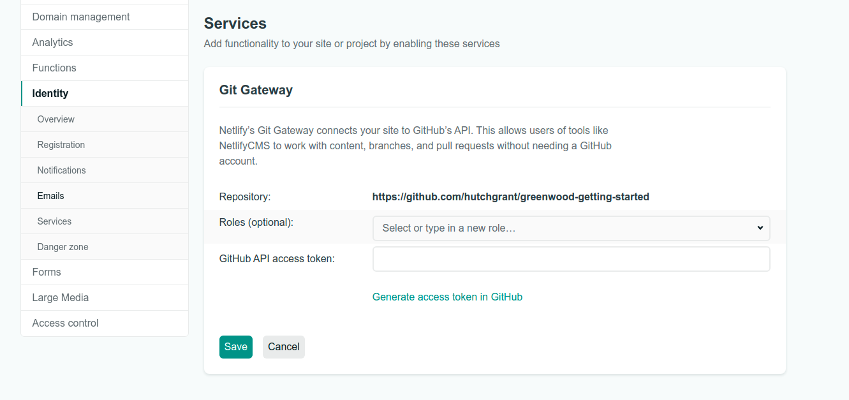 Domain management
Analytics
Functions
Identity
Overview
Registration
Notifications
Emails
Services
Danger zone
Forms
Large Media
Access control
Services
Add functionality to your site or project by enabling these services
Git Gateway
Netlify's Git Gateway connects your site to GitHub's API. This allows users of tools like
NetlifyCMS to work with content, branches, and pull requests without needing a GitHub
account.
Repository: https://github.com/hutchgrant/greenwood-getting-started
Roles (optional): Select or type in a new role…
GitHub API access token:
Generate access token in GitHub
Save Cancel